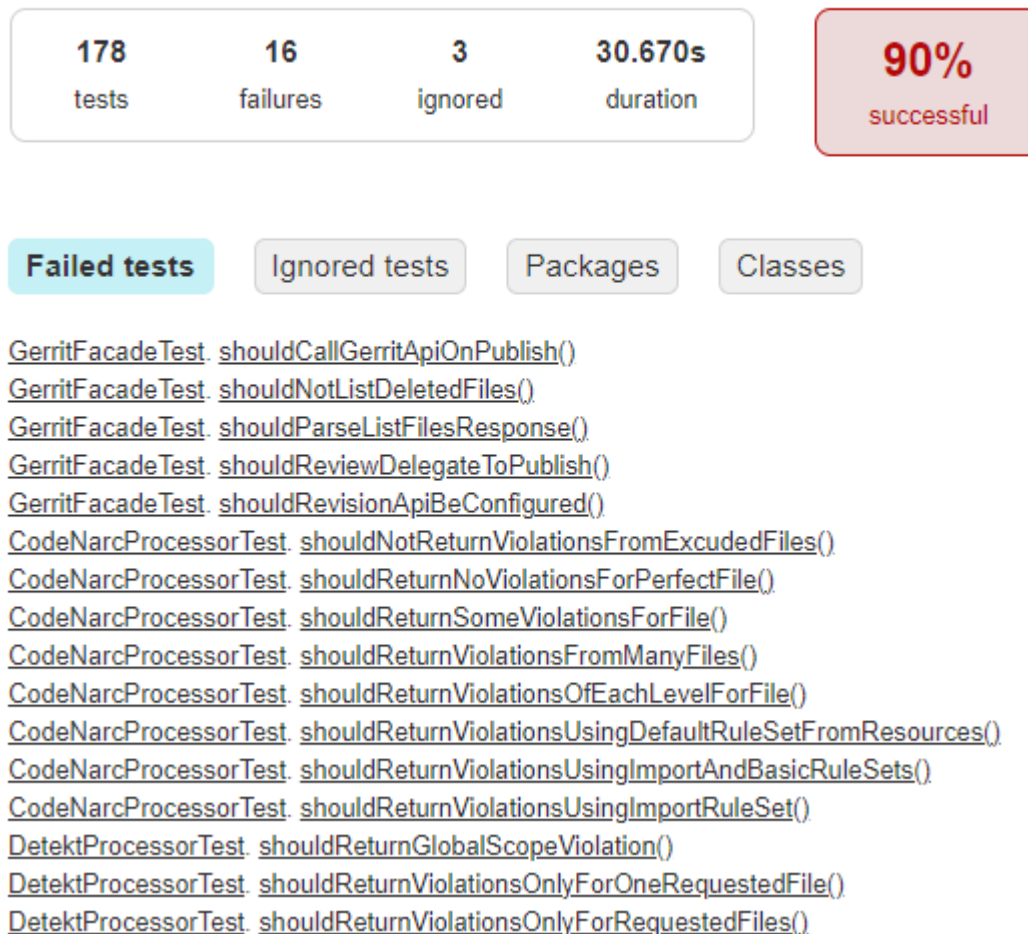 178 16 3 30.670s
tests failures ignored duration
90%
successful
Failed tests Ignored tests Packages Classes
GerritFacadeTest. shouldCallGerritApiOnPublish()
GerritFacadeTest. shouldNotListDeletedFiles()
GerritFacadeTest. shouldParseListFilesResponse()
GerritFacadeTest. shouldReviewDelegateToPublish()
GerritFacadeTest. shouldRevisionApiBeConfigured()
CodeNarcProcessorTest. shouldNotReturnViolationsFromExcudedFiles()
CodeNarcProcessorTest. shouldReturnNoViolationsForPerfectFile()
CodeNarcProcessorTest. shouldReturnSomeViolationsForFile()
CodeNarcProcessorTest. shouldReturnViolationsFromManyFiles()
CodeNarcProcessorTest. shouldReturnViolationsOfEachLevelForFile()
CodeNarcProcessorTest. shouldReturnViolationsUsingDefaultRuleSetFromResources()
CodeNarcProcessorTest. shouldReturnViolationsUsingImportAndBasicRuleSets()
CodeNarcProcessorTest. shouldReturnViolationsUsingImportRuleSet()
DetektProcessorTest. shouldReturnGlobalScopeViolation()
DetektProcessorTest. shouldReturnViolationsOnlyForOneRequestedFile()
DetektProcessorTest. shouldReturnViolationsOnlyForRequestedFiles()